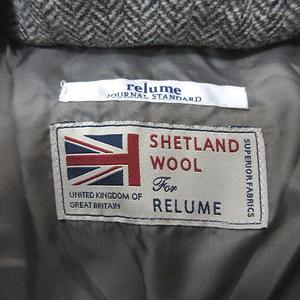 relume
JOURNAL STANDARD
SHETLAND
WOOL
For
RELUME
UNITED KINGDOM OF
GREAT BRITAIN
SUPERIOR FABRICS